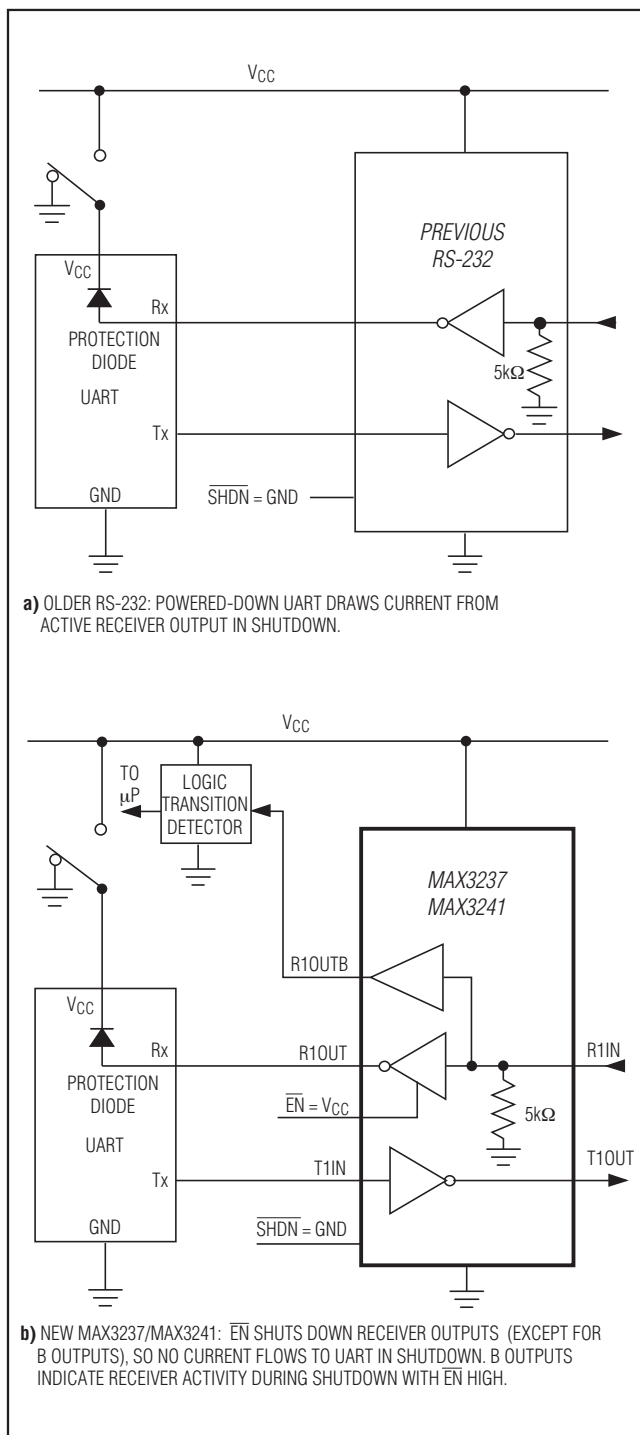 VCC
PREVIOUS
RS-232
VCC
Rx
PROTECTION
DIODE
5kΩ
UART
Tx
SHDN = GND
GND
a) OLDER RS-232: POWERED-DOWN UART DRAWS CURRENT FROM
ACTIVE RECEIVER OUTPUT IN SHUTDOWN.
VCC
TO
μP
LOGIC
TRANSITION
DETECTOR
MAX3237
MAX3241
R1OUTB
VCC
Rx
R1OUT
R1IN
PROTECTION
DIODE
EN = VCC
5kΩ
UART
Tx
T1IN
T1OUT
SHDN = GND
GND
b) NEW MAX3237/MAX3241: EN SHUTS DOWN RECEIVER OUTPUTS (EXCEPT FOR
B OUTPUTS), SO NO CURRENT FLOWS TO UART IN SHUTDOWN. B OUTPUTS
INDICATE RECEIVER ACTIVITY DURING SHUTDOWN WITH EN HIGH.